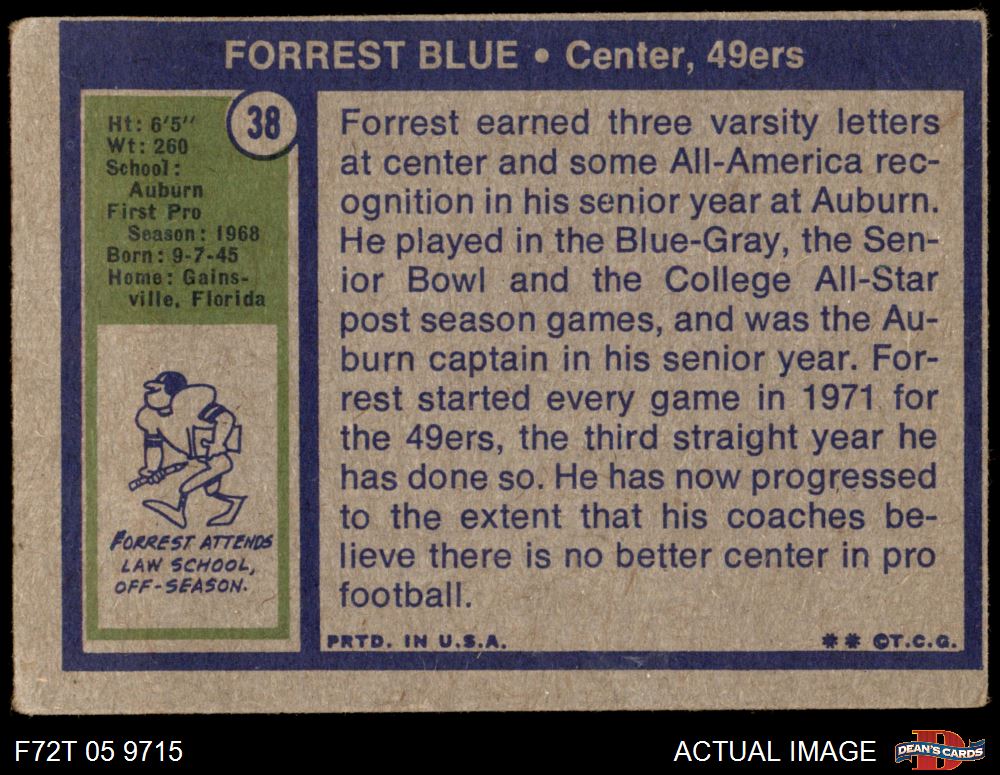 FORREST BLUE • Center, 49ers
38
Ht: 6'5"
Wt: 260
School:
Auburn
First Pro
Season: 1968
Born: 9-7-45
Home: Gains-
ville, Florida
FORREST ATTENDS
LAW SCHOOL,
OFF-SEASON.
Forrest earned three varsity letters
at center and some All-America rec-
ognition in his senior year at Auburn.
He played in the Blue-Gray, the Sen-
ior Bowl and the College All-Star
post season games, and was the Au-
burn captain in his senior year. For-
rest started every game in 1971 for
the 49ers, the third straight year he
has done so. He has now progressed
to the extent that his coaches be-
lieve there is no better center in pro
football.
PRTD. IN U.S.A.
** ©T.C.G.
F72T 05 9715
ACTUAL IMAGE
DEAN'S CARDS